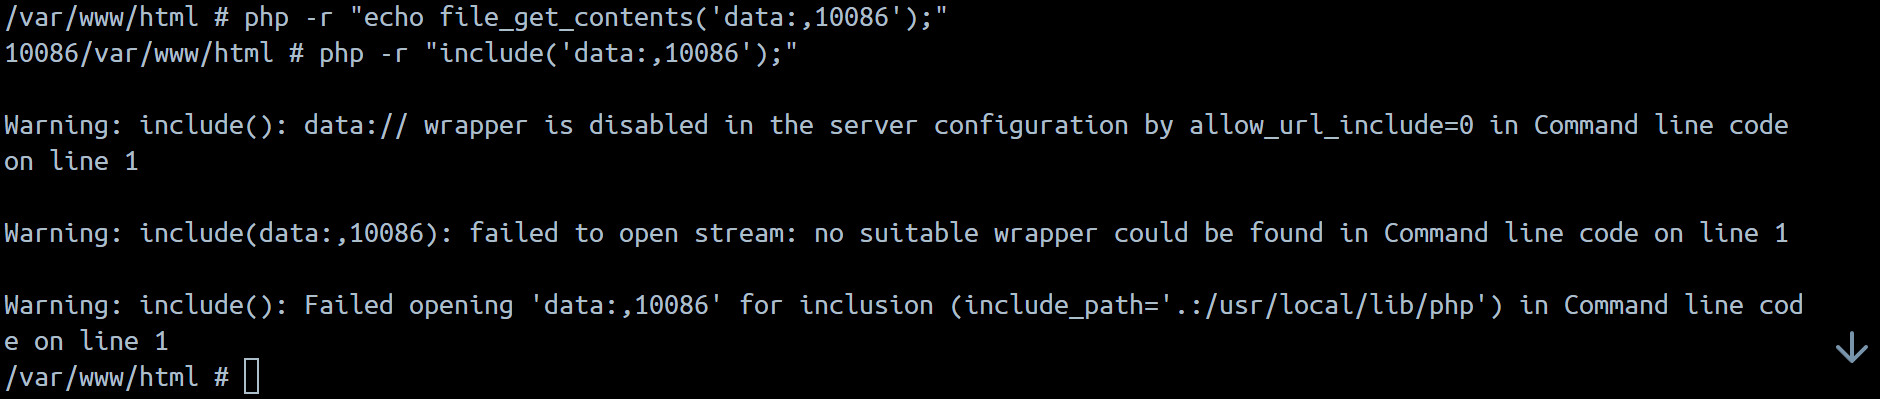 /var/www/html # php -r "echo file_get_contents('data:,10086');"
10086/var/www/html # php -r "include('data:,10086');"
Warning: include(): data:// wrapper is disabled in the server configuration by allow_url_include=0 in Command line code
on line 1
Warning: include(data:,10086): failed to open stream: no suitable wrapper could be found in Command line code on line 1
Warning: include(): Failed opening 'data:,10086' for inclusion (include_path='.:/usr/local/lib/php') in Command line cod
e on line 1
/var/www/html #